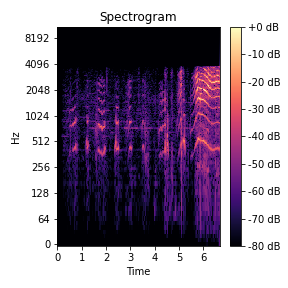 Spectrogram
8192
4096
2048
1024
512
256
128
64
0
Hz
0 1 2 3 4 5 6
Time
+0 dB
-10 dB
-20 dB
-30 dB
-40 dB
-50 dB
-60 dB
-70 dB
-80 dB